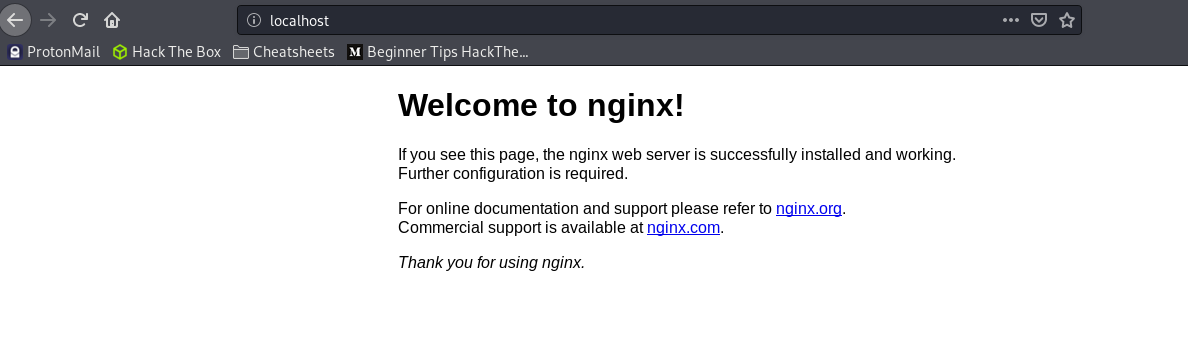 localhost
ProtonMail Hack The Box Cheatsheets M Beginner Tips HackThe...
Welcome to nginx!
If you see this page, the nginx web server is successfully installed and working.
Further configuration is required.
For online documentation and support please refer to nginx.org.
Commercial support is available at nginx.com.
Thank you for using nginx.